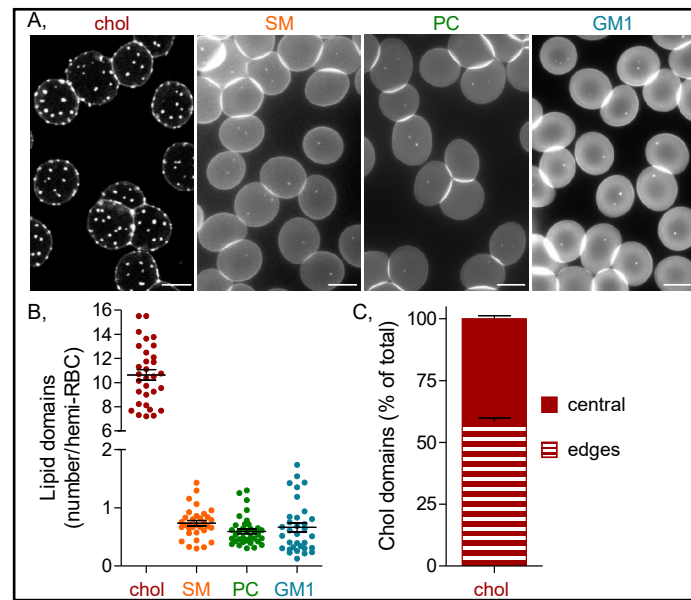 A,
chol SM PC GM1
B,
Lipid domains
(number/hemi-RBC)
16
14
12
10
8
6
2
1
0
chol SM PC GM1
C,
Chol domains (% of total)
100
75
50
25
0
central
edges
chol